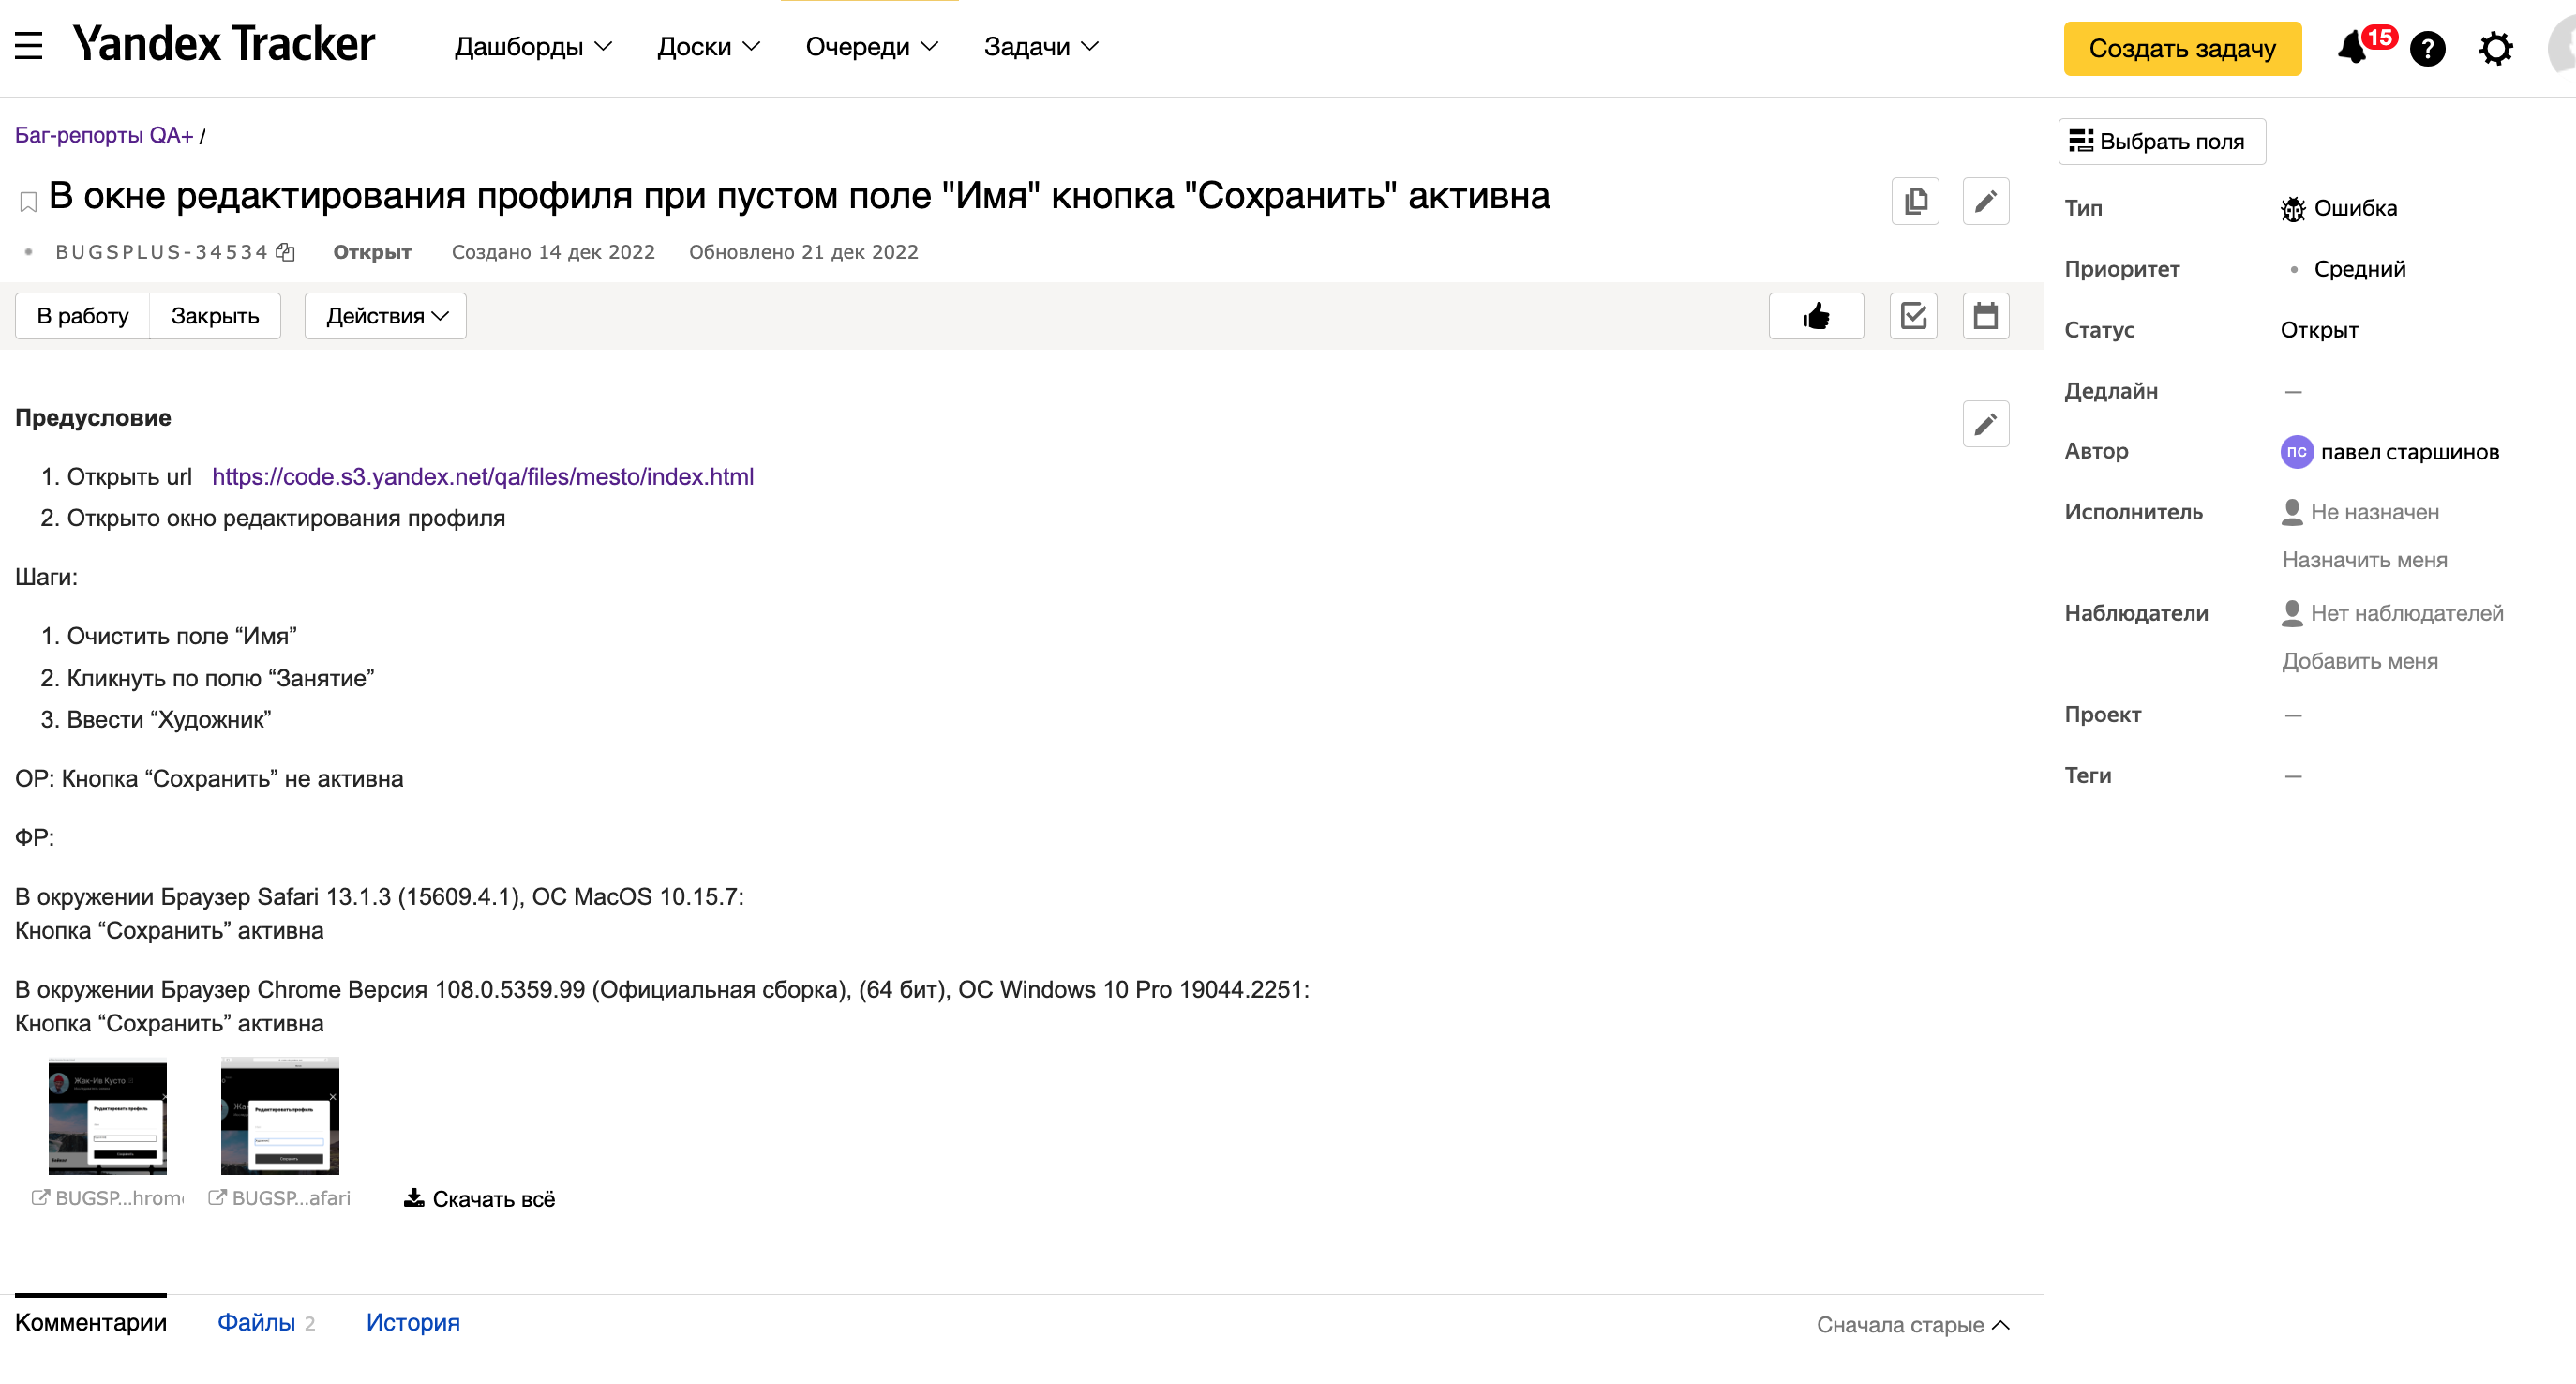 Yandex Tracker
Дашборды
Доски
Очереди
Задачи
Создать задачу
15
Баг-репорты QA+ /
В окне редактирования профиля при пустом поле "Имя" кнопка "Сохранить" активна
BUGSPLUS-34534 Открыт Создано 14 дек 2022 Обновлено 21 дек 2022
В работу
Закрыть
Действия
Предусловие
1. Открыть url https://code.s3.yandex.net/qa/files/mesto/index.html
2. Открыто окно редактирования профиля
Шаги:
1. Очистить поле “Имя”
2. Кликнуть по полю “Занятие”
3. Ввести “Художник”
ОР: Кнопка “Сохранить” не активна
ФР:
В окружении Браузер Safari 13.1.3 (15609.4.1), ОС MacOS 10.15.7:
Кнопка “Сохранить” активна
В окружении Браузер Chrome Версия 108.0.5359.99 (Официальная сборка), (64 бит), ОС Windows 10 Pro 19044.2251:
Кнопка “Сохранить” активна
Жак-Ив Кусто
Редактировать профиль
Редактировать профиль
BUGSP...hrom
BUGSP...afari
Скачать всё
Комментарии
Файлы 2
История
Сначала старые
Выбрать поля
Тип Ошибка
Приоритет Средний
Статус Открыт
Дедлайн —
Автор ПС павел старшинов
Исполнитель Не назначен
Назначить меня
Наблюдатели Нет наблюдателей
Добавить меня
Проект —
Теги —